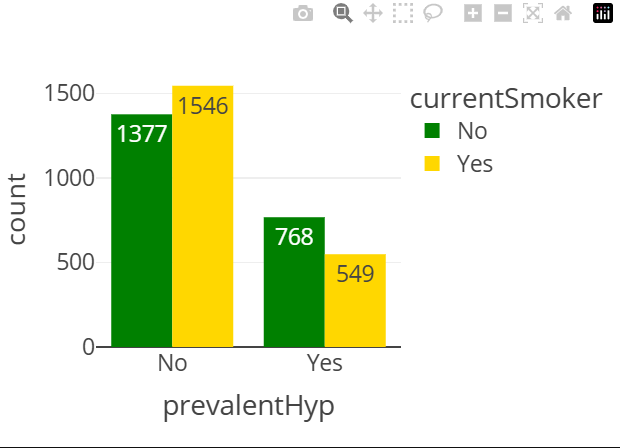 1500
1000
500
0
count
1377
1546
768
549
No
Yes
prevalentHyp
currentSmoker
No
Yes